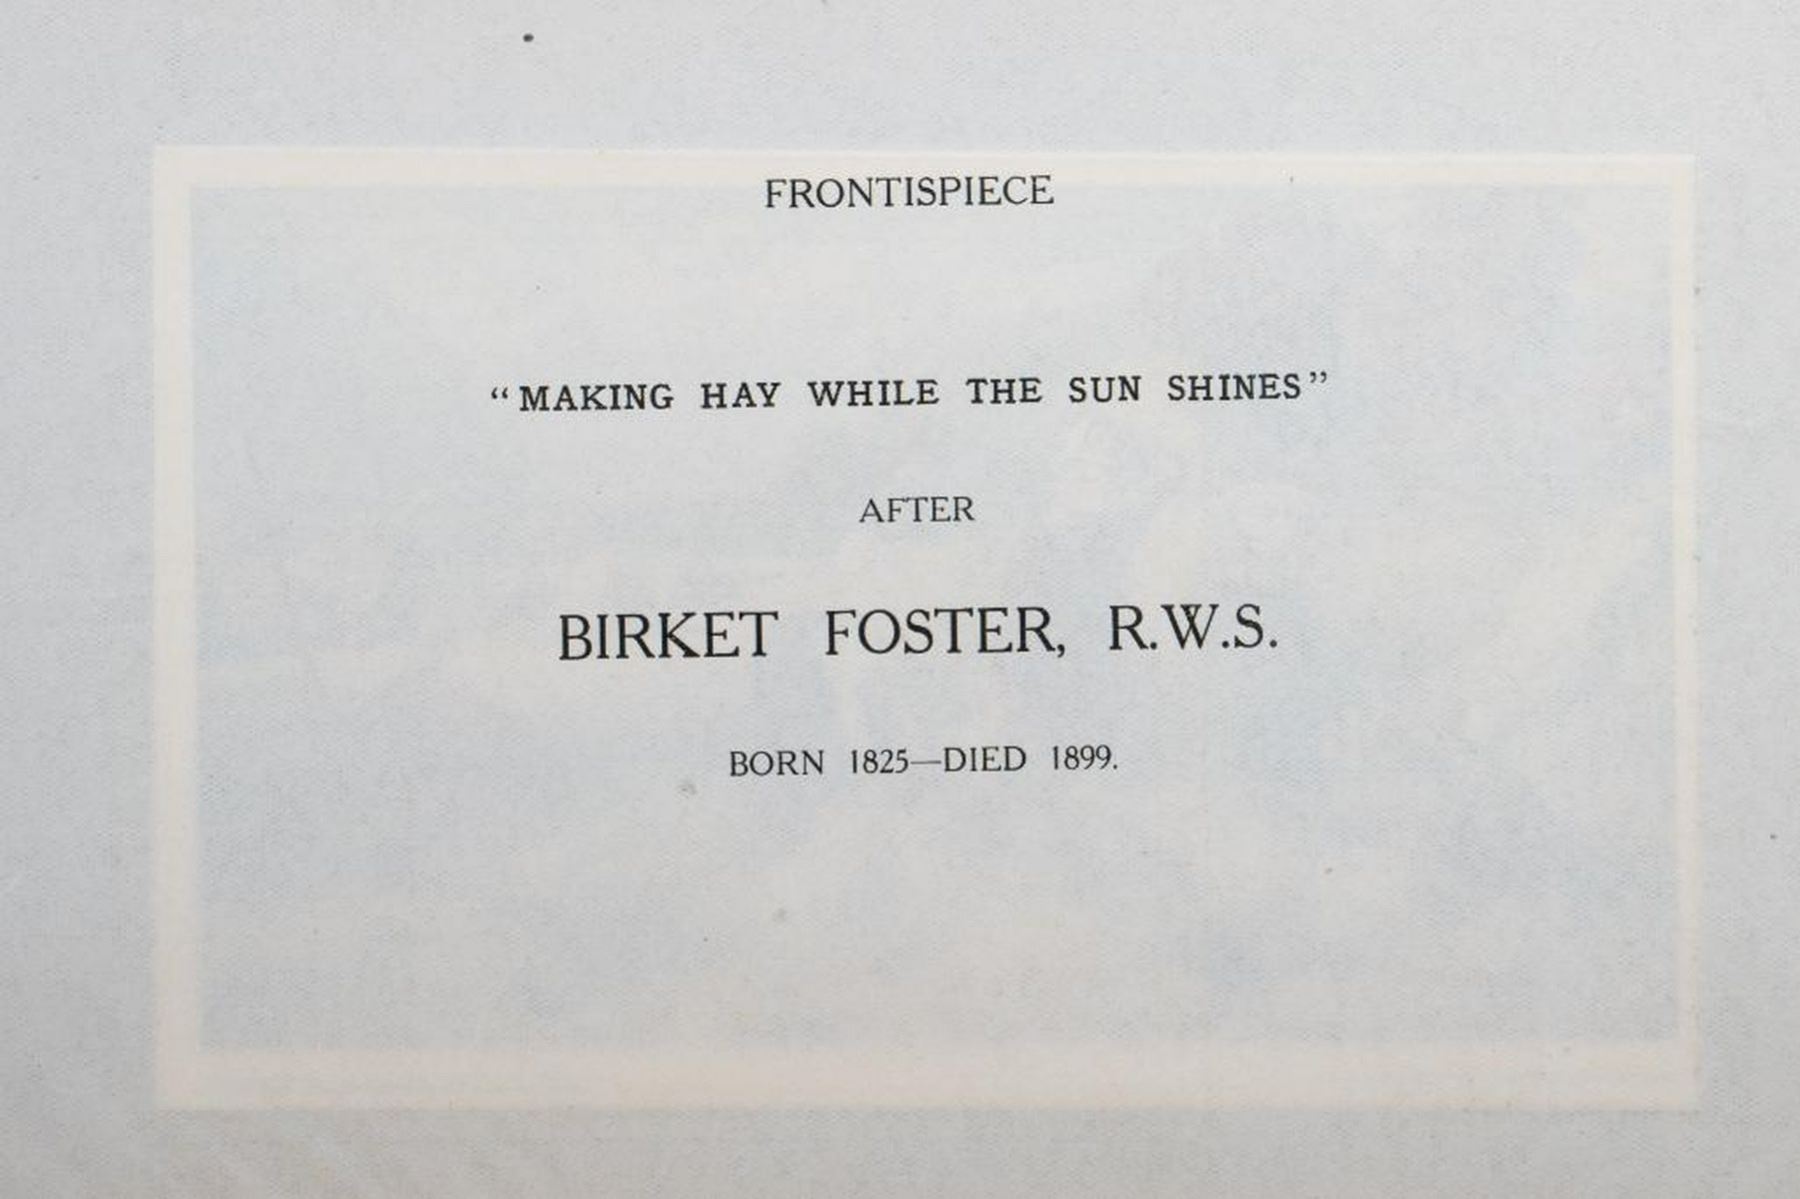 FRONTISPIECE
“MAKING HAY WHILE THE SUN SHINES”
AFTER
BIRKET FOSTER, R.W.S.
BORN 1825—DIED 1899.